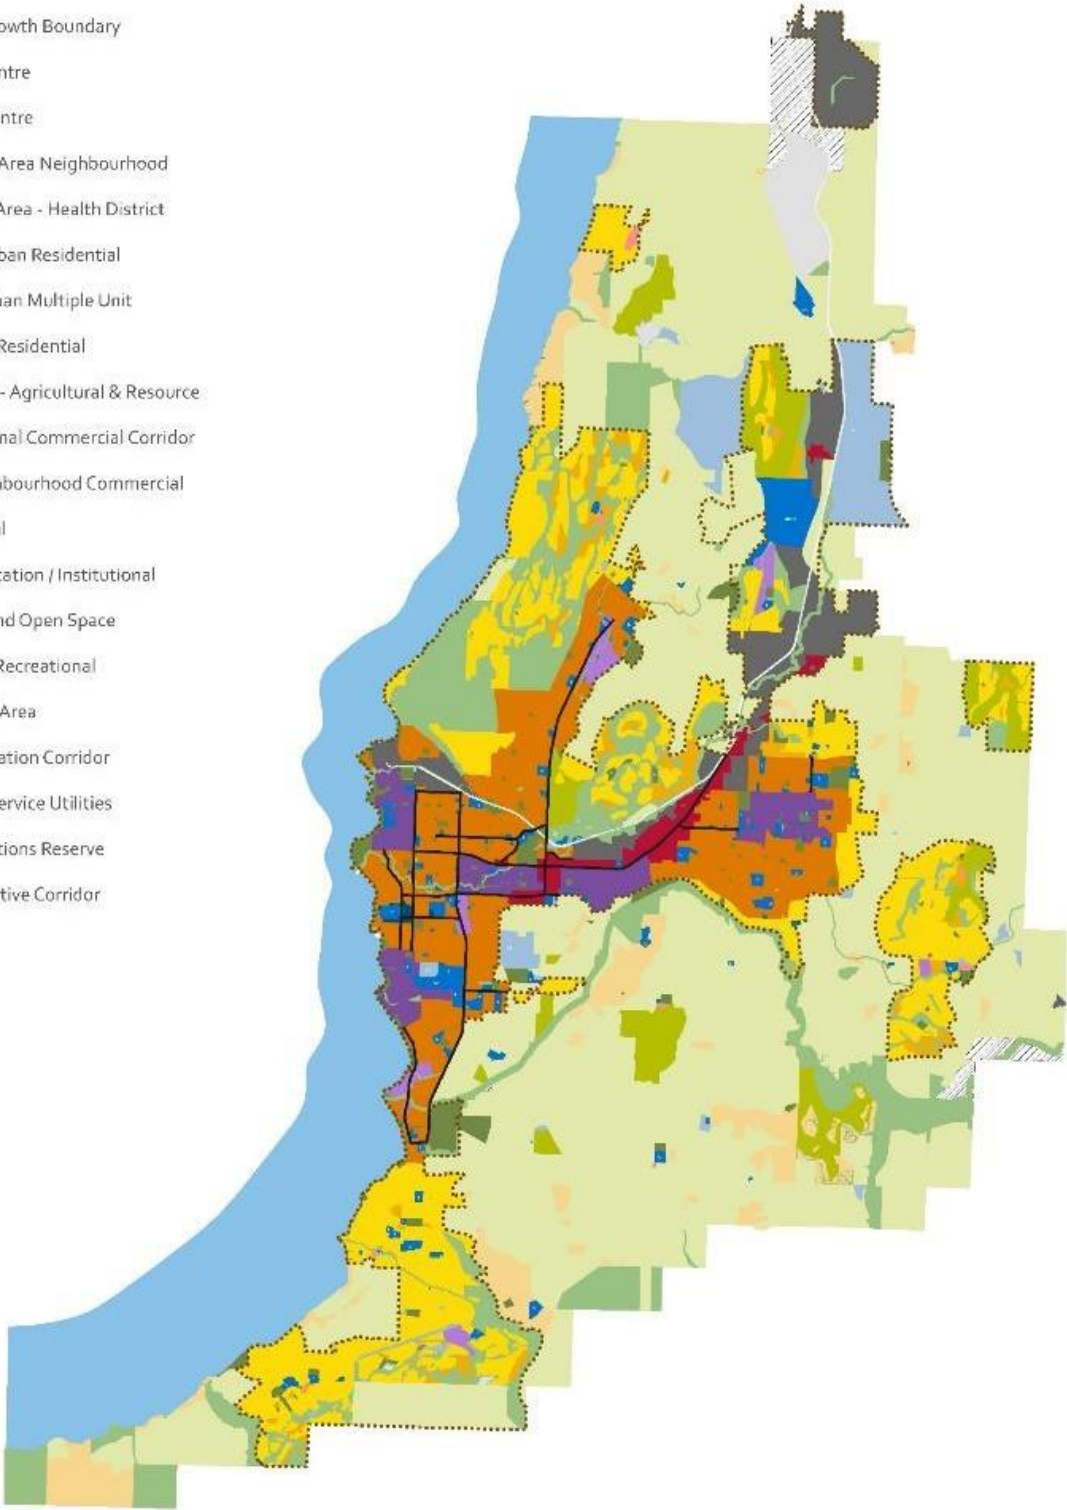 owth Boundary
ntre
ntre
Area Neighbourhood
Area - Health District
ban Residential
an Multiple Unit
Residential
- Agricultural & Resource
nal Commercial Corridor
bourhood Commercial
l
cation / Institutional
nd Open Space
Recreational
Area
ation Corridor
ervice Utilities
tions Reserve
tive Corridor